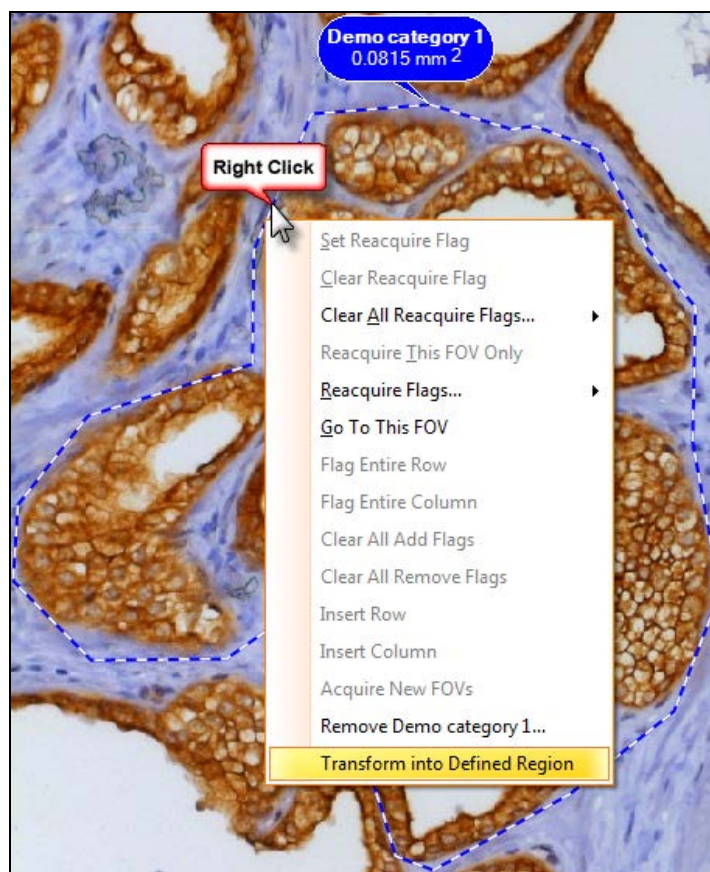 Demo category 1
0.0815 mm 2
Right Click
Set Reacquire Flag
Clear Reacquire Flag
Clear All Reacquire Flags...
Reacquire This FOV Only
Reacquire Flags...
Go To This FOV
Flag Entire Row
Flag Entire Column
Clear All Add Flags
Clear All Remove Flags
Insert Row
Insert Column
Acquire New FOVs
Remove Demo category 1...
Transform into Defined Region